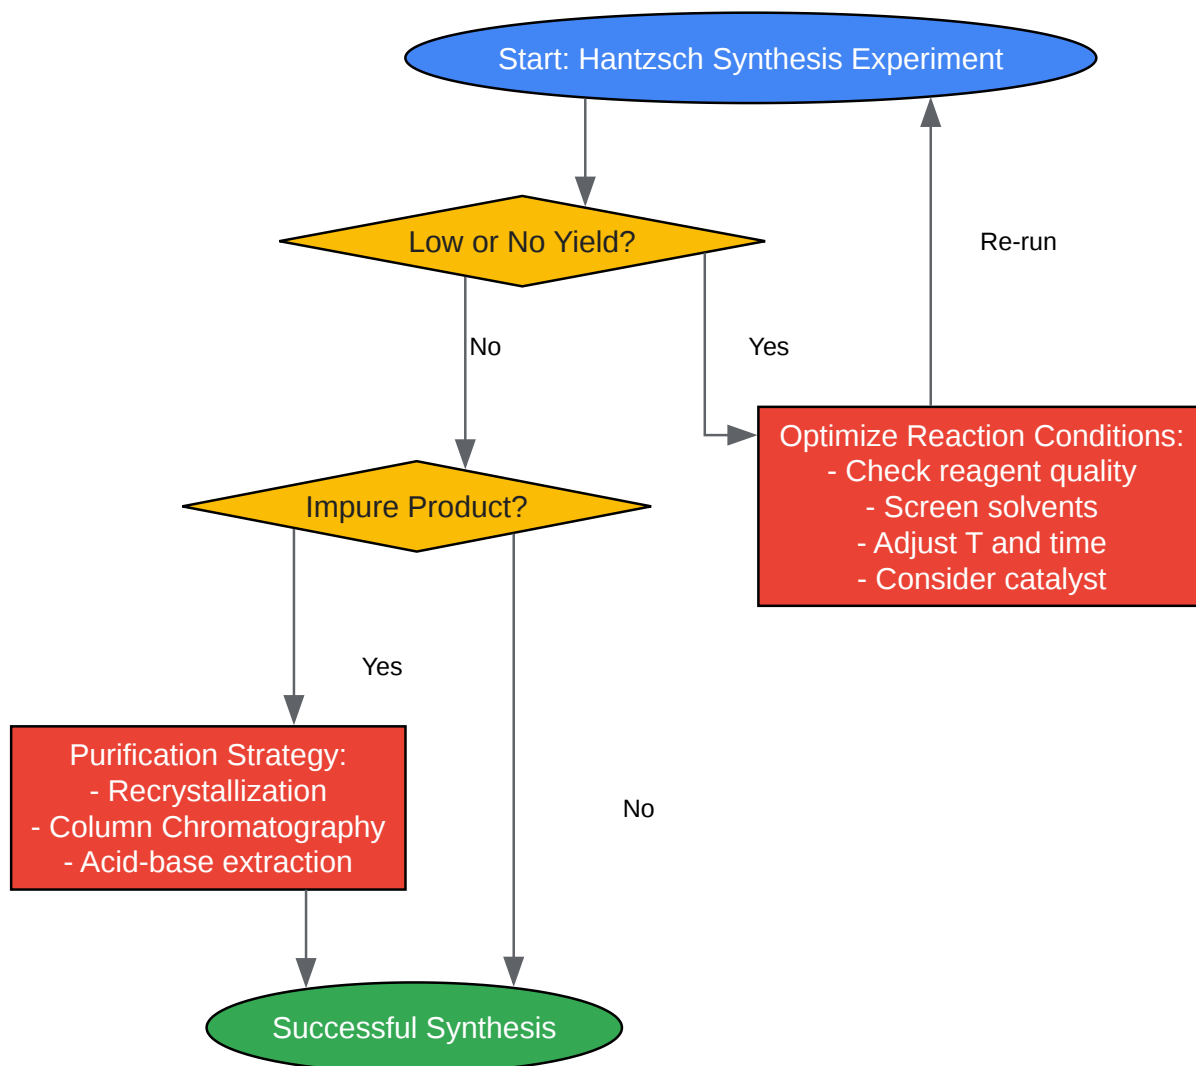 Start: Hantzsch Synthesis Experiment
Low or No Yield?
Re-run
No
Yes
Optimize Reaction Conditions:
- Check reagent quality
- Screen solvents
- Adjust T and time
- Consider catalyst
Impure Product?
Yes
No
Purification Strategy:
- Recrystallization
- Column Chromatography
- Acid-base extraction
Successful Synthesis